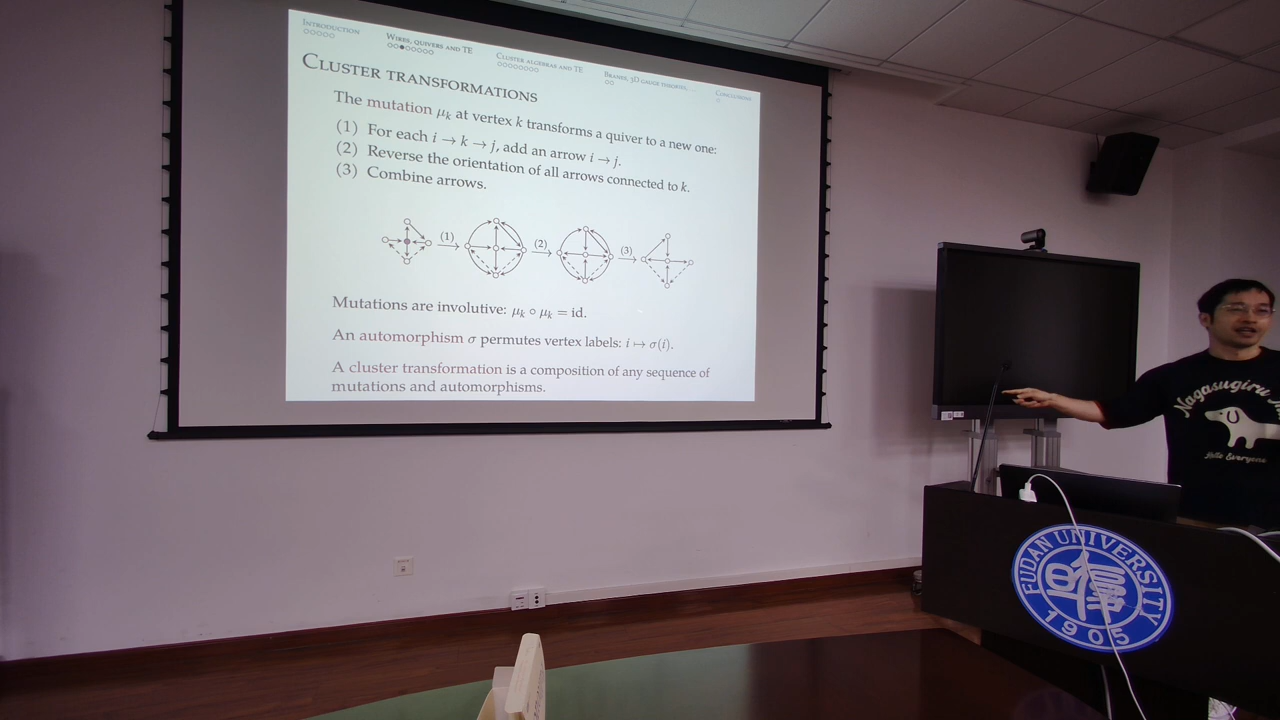 INTRODUCTION
WIRES, QUIVERS AND TE
CLUSTER ALGEBRAS AND TE
BRANES, 3D GAUGE THEORIES, ...
CONCLUSIONS
CLUSTER TRANSFORMATIONS
The mutation μₖ at vertex k transforms a quiver to a new one:
(1) For each i → k → j, add an arrow i → j.
(2) Reverse the orientation of all arrows connected to k.
(3) Combine arrows.
(1) (2) (3)
Mutations are involutive: μₖ ∘ μₖ = id.
An automorphism σ permutes vertex labels: i ↦ σ(i).
A cluster transformation is a composition of any sequence of
mutations and automorphisms.
Nagasugiru
Hello Everyone
FUDAN UNIVERSITY
1905